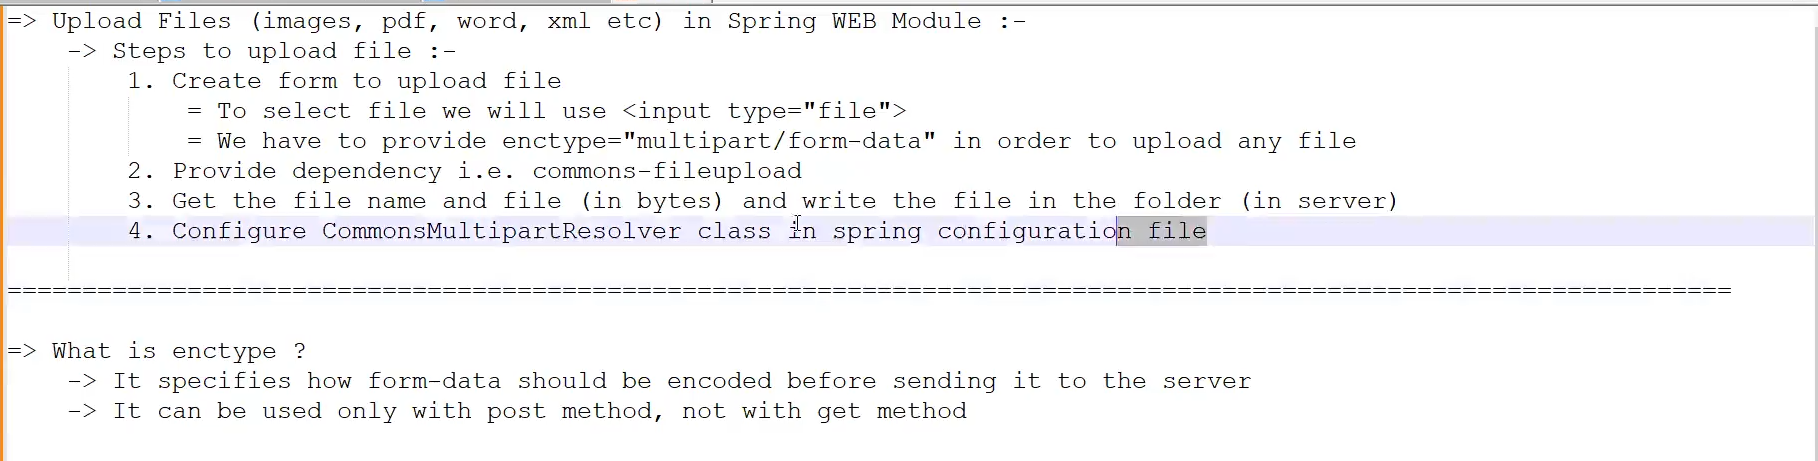 => Upload Files (images, pdf, word, xml etc) in Spring WEB Module :-
-> Steps to upload file :-
1. Create form to upload file
= To select file we will use <input type="file">
= We have to provide enctype="multipart/form-data" in order to upload any file
2. Provide dependency i.e. commons-fileupload
3. Get the file name and file (in bytes) and write the file in the folder (in server)
4. Configure CommonsMultipartResolver class in spring configuration file
===================================================================================================================
=> What is enctype ?
-> It specifies how form-data should be encoded before sending it to the server
-> It can be used only with post method, not with get method